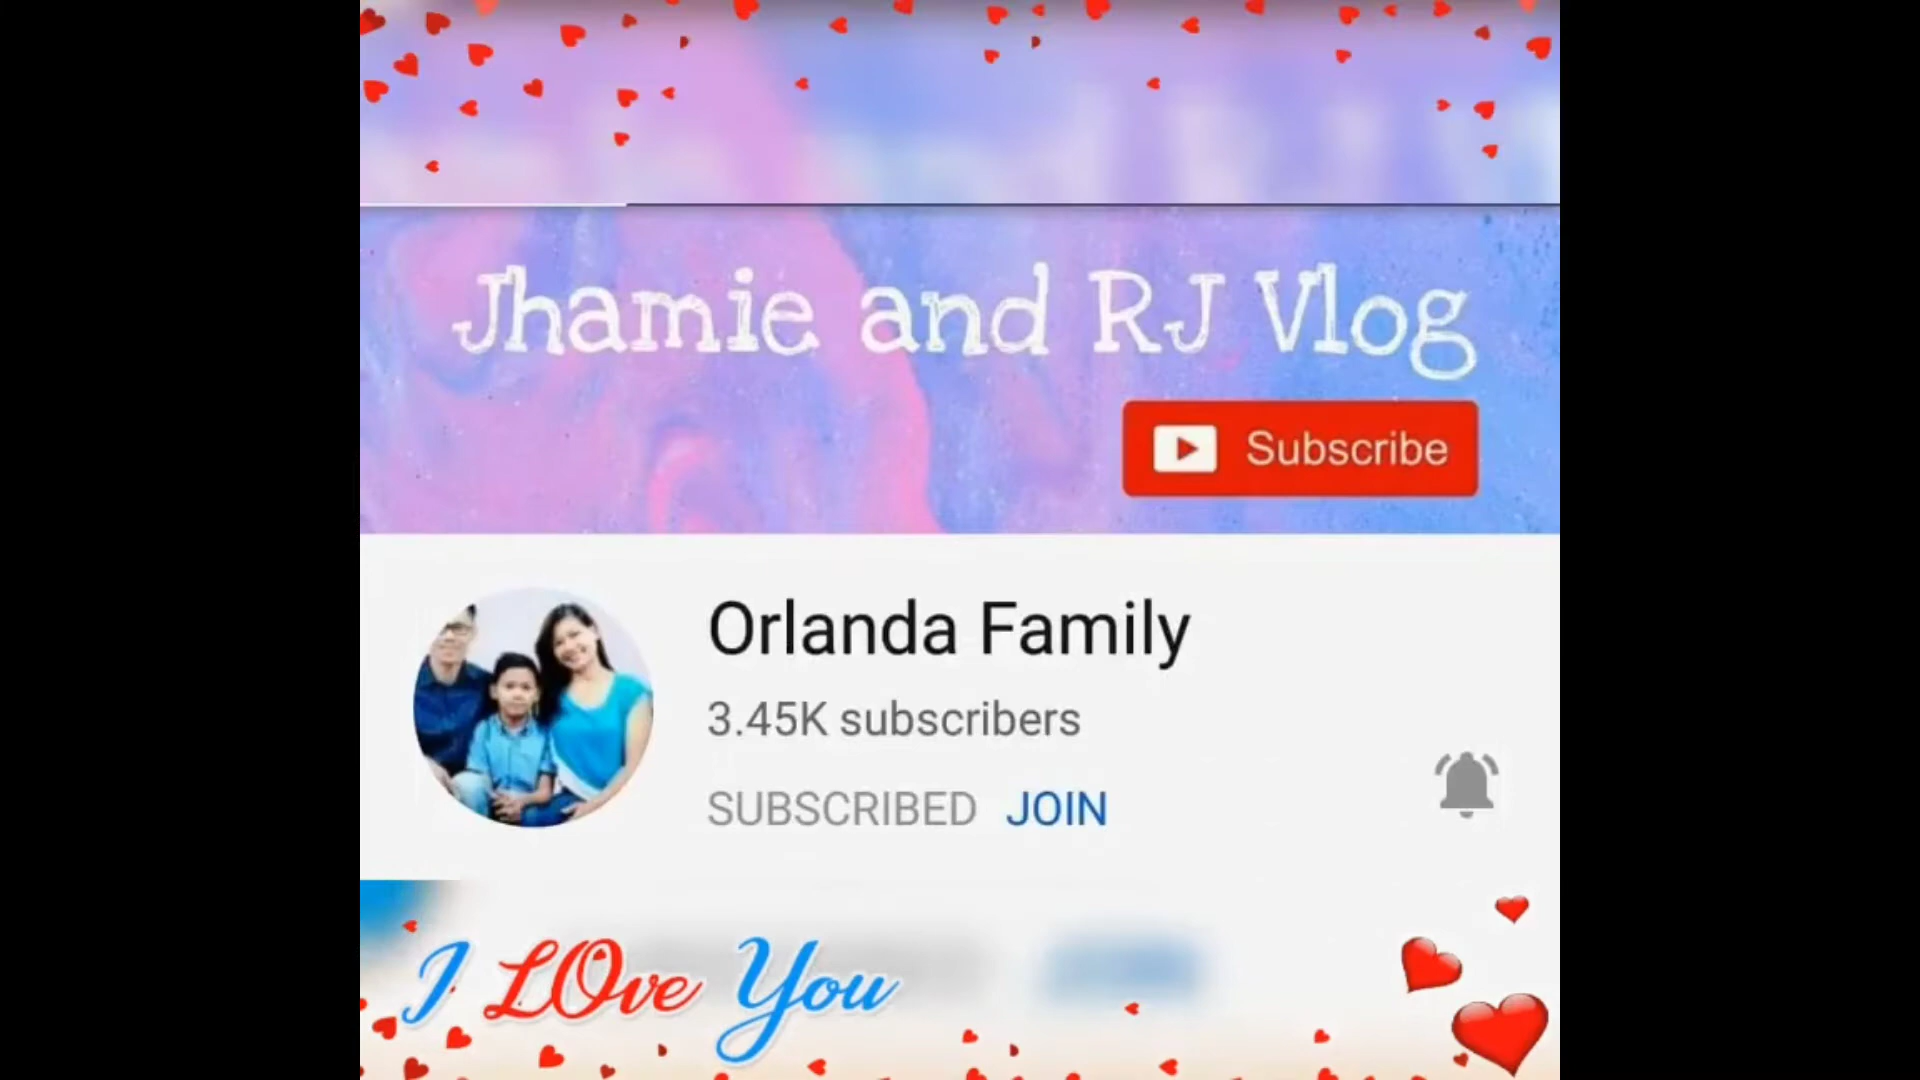 Jhamie and RJ Vlog
Subscribe
Orlanda Family
3.45K subscribers
SUBSCRIBED JOIN
I LOve You